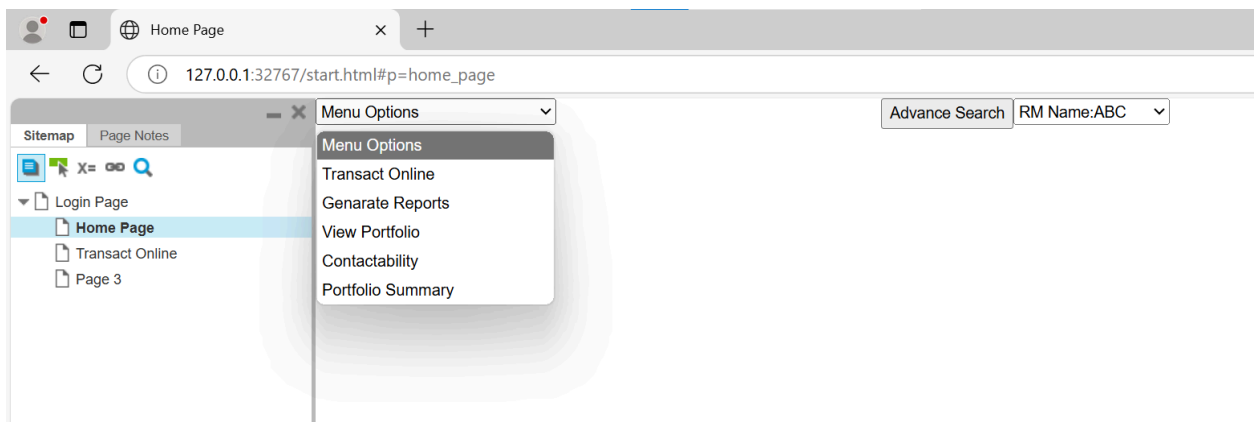 Home Page
127.0.0.1:32767/start.html#p=home_page
Menu Options
Advance Search
RM Name:ABC
Sitemap
Page Notes
X=
Login Page
Home Page
Transact Online
Page 3
Menu Options
Transact Online
Genarate Reports
View Portfolio
Contactability
Portfolio Summary